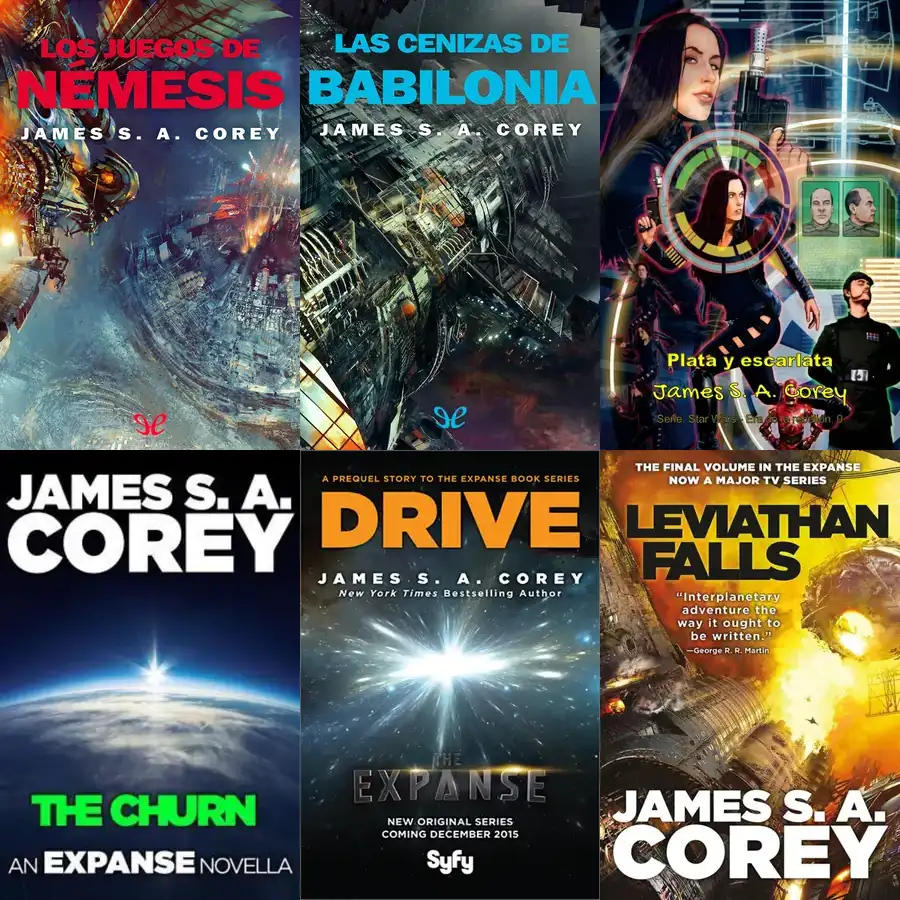 LOS JUEGOS DE
NÉMESIS
JAMES S. A. COREY
LAS CENIZAS DE
BABILONIA
JAMES S. A. COREY
Plata y escarlata
James S. A. Corey
Serie: Star Wars
JAMES S. A.
COREY
THE CHURN
AN EXPANSE NOVELLA
A PREQUEL STORY TO THE EXPANSE BOOK SERIES
DRIVE
JAMES S. A. COREY
New York Times Bestselling Author
THE
EXPANSE
NEW ORIGINAL SERIES
COMING DECEMBER 2015
Syfy
THE FINAL VOLUME IN THE EXPANSE
NOW A MAJOR TV SERIES
LEVIATHAN
FALLS
“Interplanetary
adventure the
way it ought to
be written.”
—George R. R. Martin
JAMES S. A.
COREY